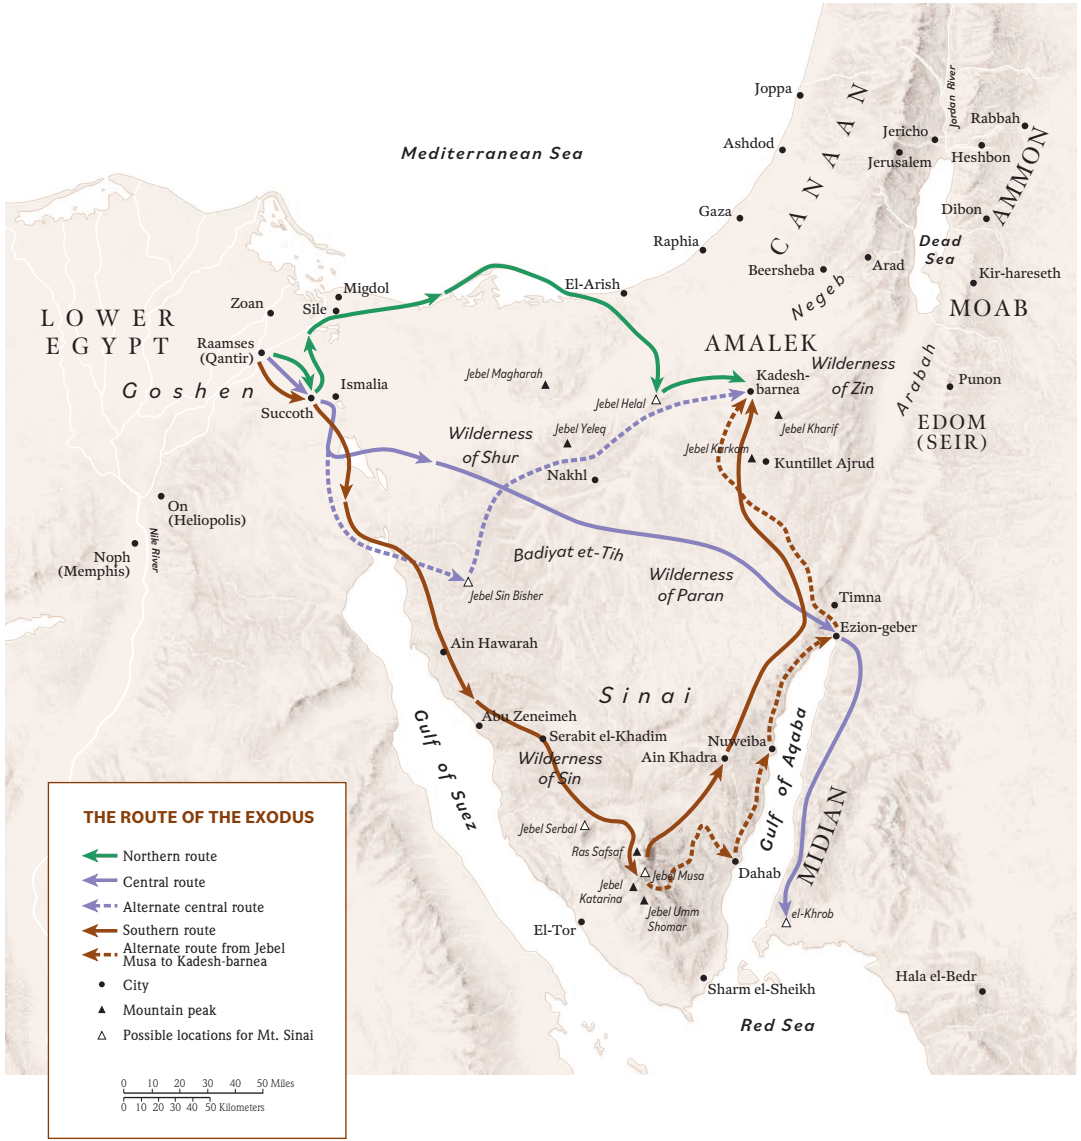 Joppa
Jordan River
Rabbah
Jericho
Ashdod
Jerusalem
Heshbon
Mediterranean Sea
CANAAN
AMMON
Gaza
Dibon
Raphia
Dead
Sea
Beersheba
Arad
Kir-hareseth
Negeb
El-Arish
Migdol
Zoan
Sile
MOAB
LOWER
EGYPT
Raamses
(Qantir)
AMALEK
Wilderness
of Zin
Arabah
Goshen
Ismalia
Jebel Magharah
Kadesh-
barnea
Punon
Succoth
Jebel Helal
EDOM
(SEIR)
Jebel Kharif
Wilderness
of Shur
Jebel Yeleq
Jebel Karkom
Kuntillet Ajrud
Nakhl
On
(Heliopolis)
Nile River
Noph
(Memphis)
Badiyat et-Tih
Wilderness
of Paran
Jebel Sin Bisher
Timna
Ezion-geber
Ain Hawarah
Sinai
Abu Zeneimeh
Serabit el-Khadim
Gulf of Suez
Wilderness
of Sin
Ain Khadra
Nuweiba
Gulf of Aqaba
MIDIAN
Jebel Serbal
Ras Safsaf
Jebel Musa
Dahab
Jebel
Katarina
Jebel Umm
Shomar
el-Khrob
El-Tor
Sharm el-Sheikh
Hala el-Bedr
Red Sea
THE ROUTE OF THE EXODUS
Northern route
Central route
Alternate central route
Southern route
Alternate route from Jebel
Musa to Kadesh-barnea
City
Mountain peak
Possible locations for Mt. Sinai
0 10 20 30 40 50 Miles
0 10 20 30 40 50 Kilometers